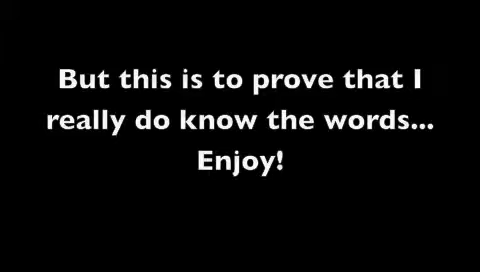 But this is to prove that I
really do know the words...
Enjoy!